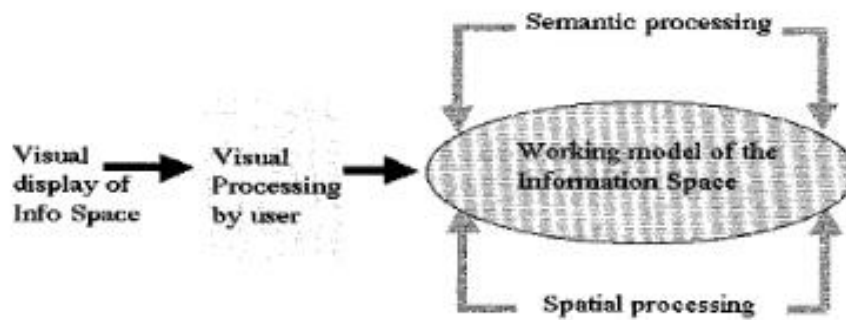 Semantic processing
Visual
display of
Info Space
Visual
Processing
by user
Working model of the
Information Space
Spatial processing